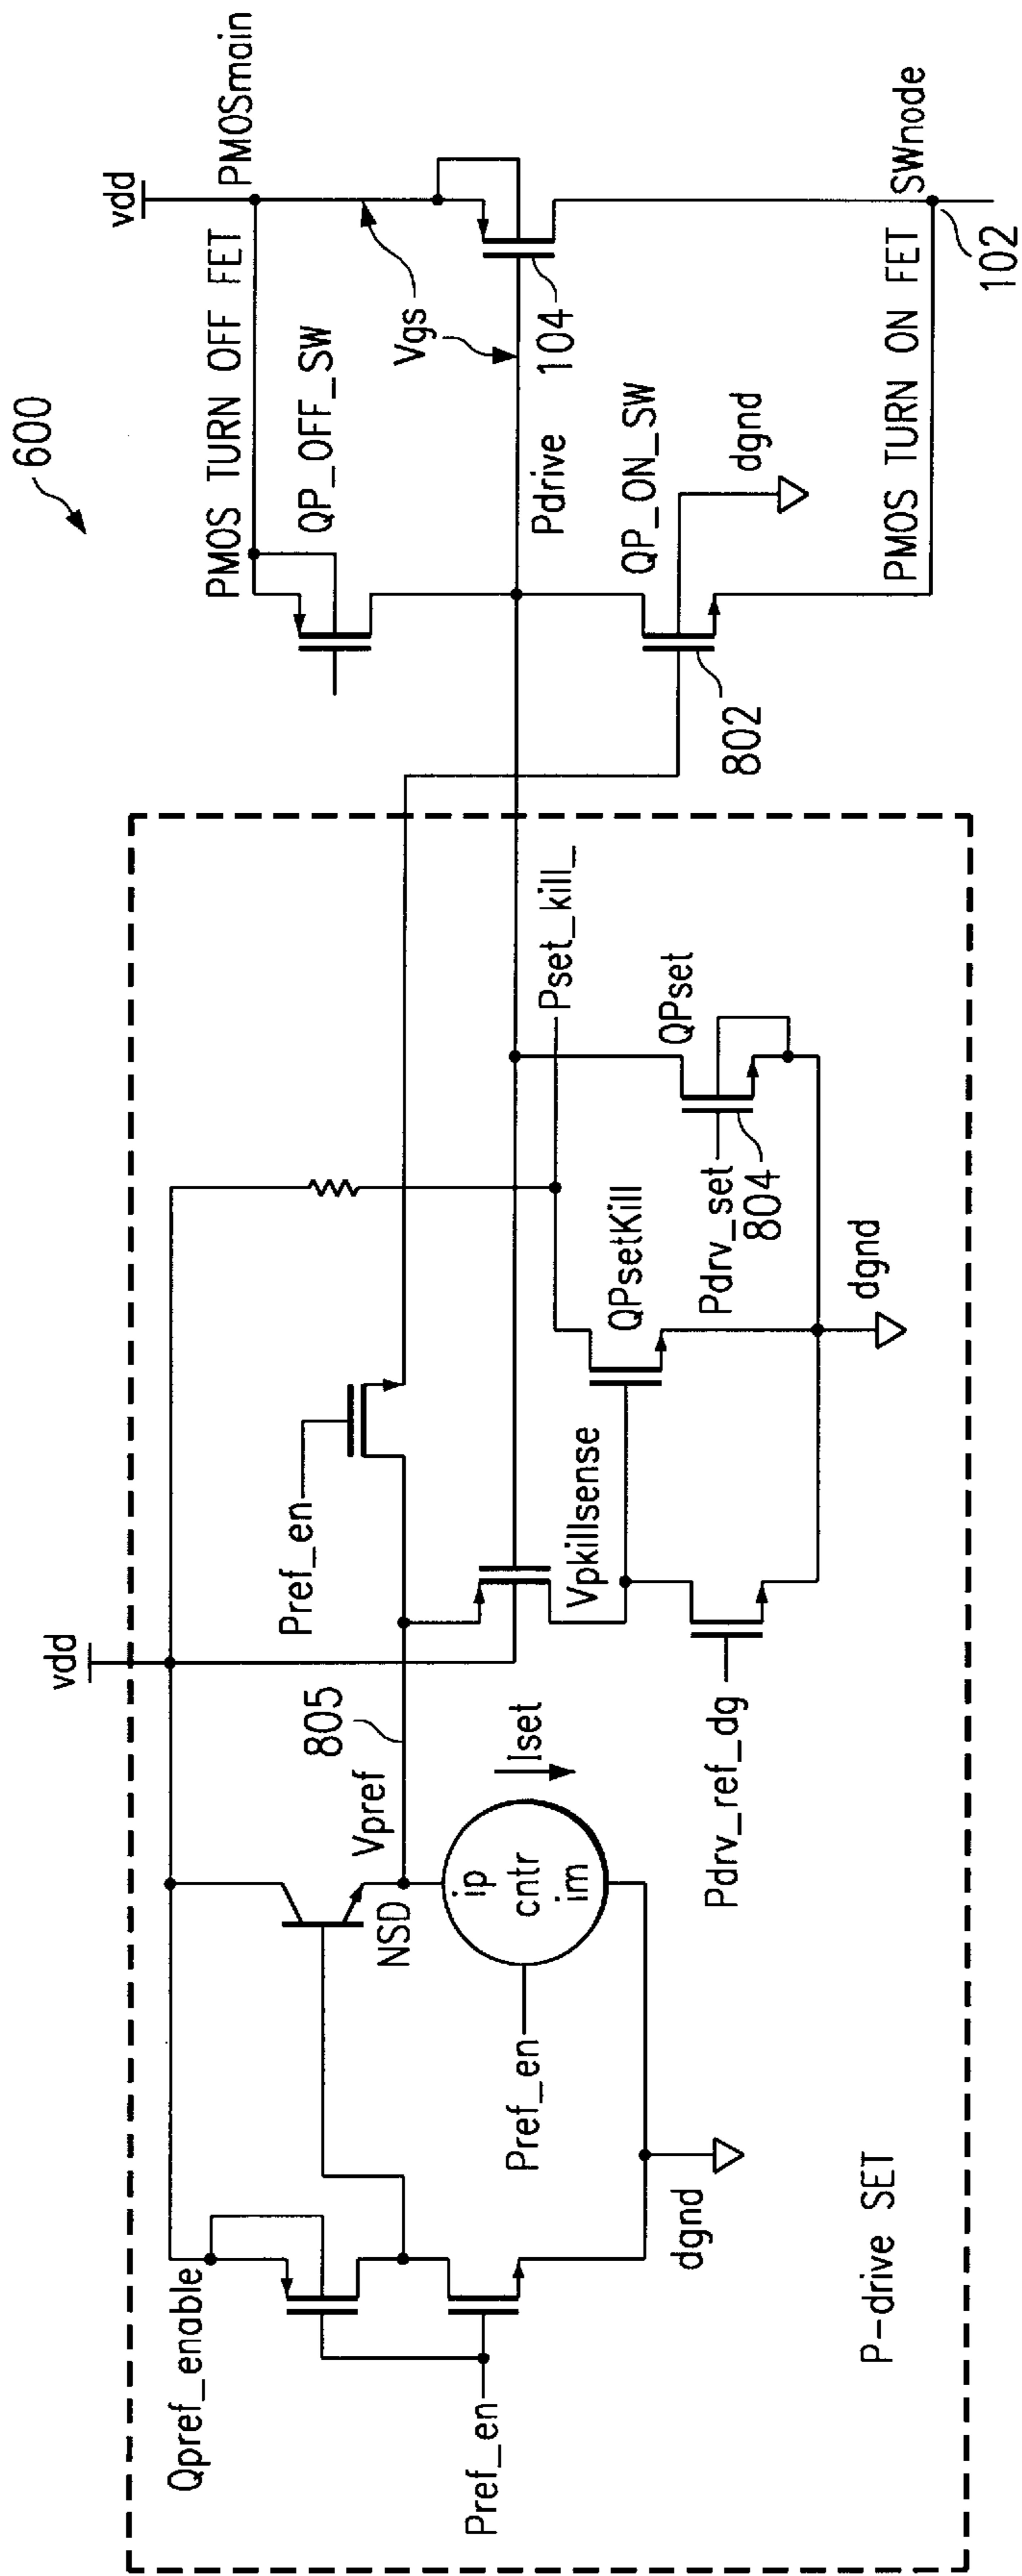 600
vdd
PMOSmain
PMOS TURN OFF FET
QP_OFF_SW
Vgs
104
Pdrive
QP_ON_SW
dgnd
PMOS TURN ON FET
SWnode
102
802
Pset_kill_
QPset
Pdrv_set
804
QPsetKill
dgnd
Pref_en
Vpkillsense
vdd
805
Vpref
Iset
Pdrv_ref_dg
NSD
ip
cntr
im
Pref_en
dgnd
Qpref_enable
Pref_en
P-drive SET